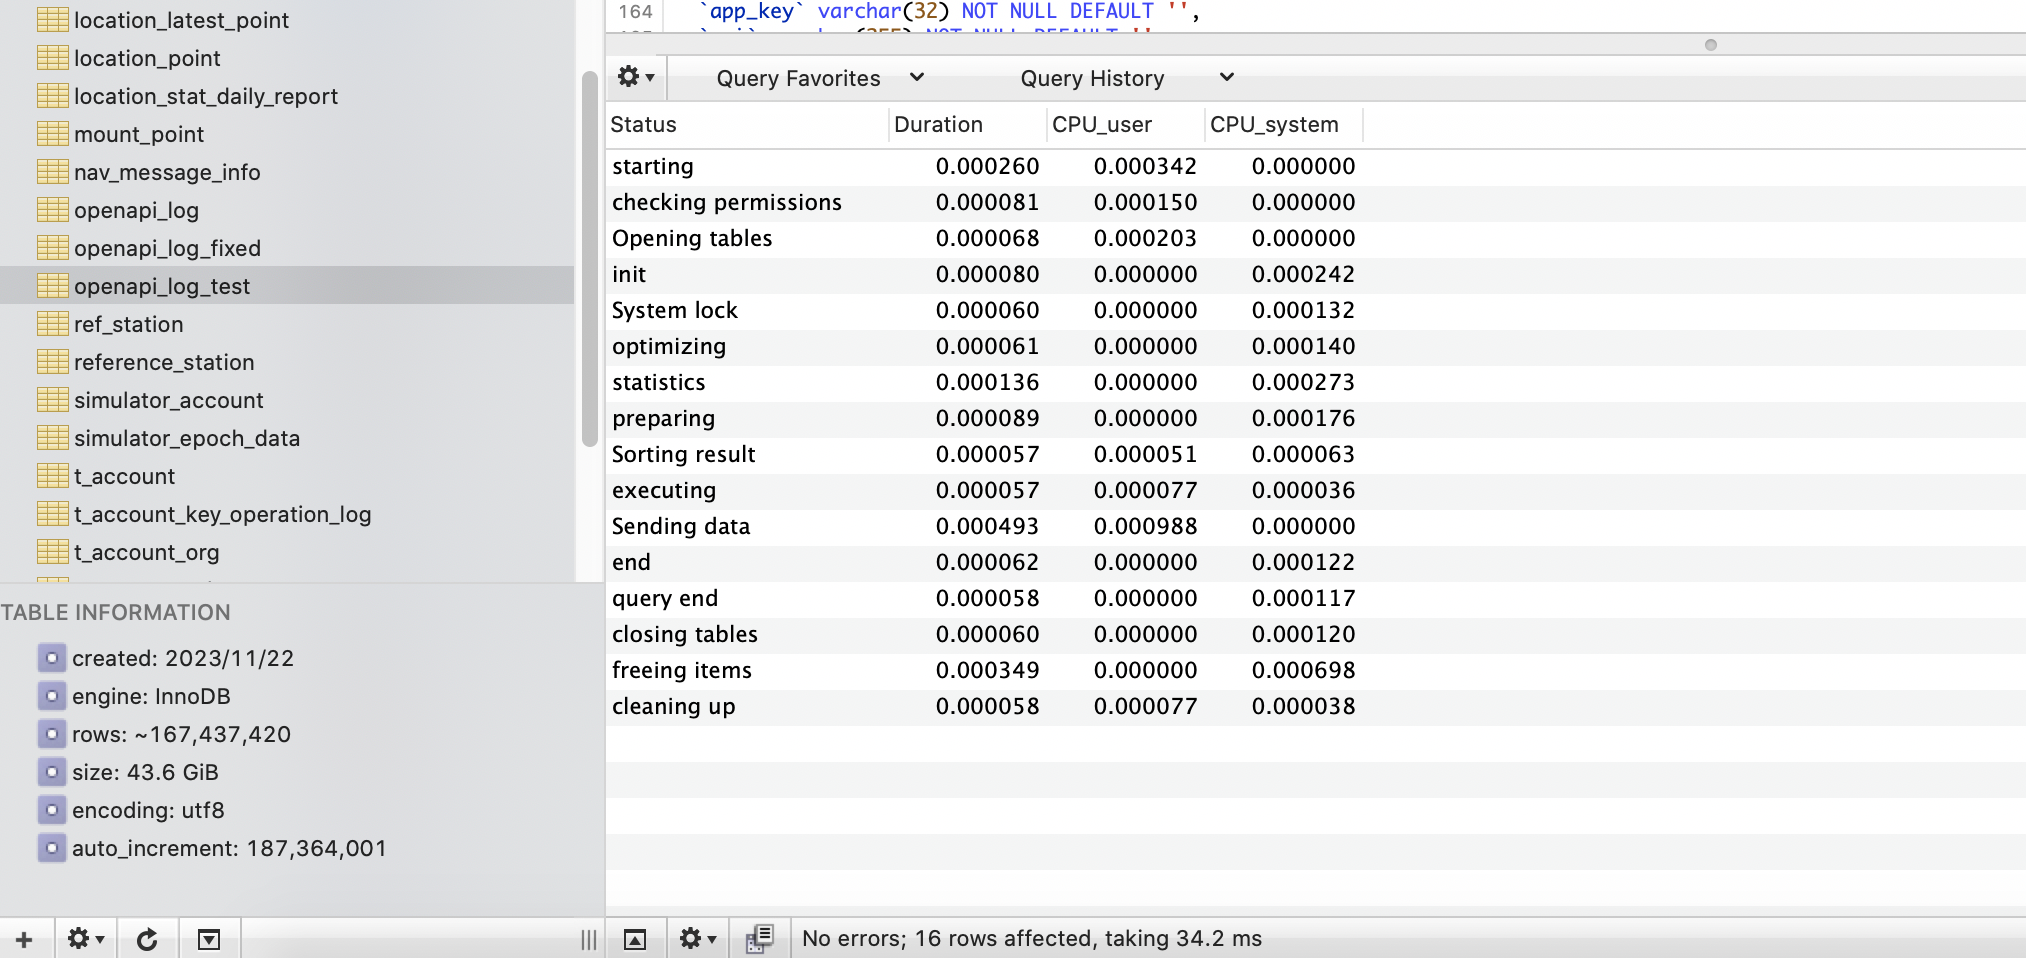 location_latest_point
location_point
location_stat_daily_report
mount_point
nav_message_info
openapi_log
openapi_log_fixed
openapi_log_test
ref_station
reference_station
simulator_account
simulator_epoch_data
t_account
t_account_key_operation_log
t_account_org
TABLE INFORMATION
created: 2023/11/22
engine: InnoDB
rows: ~167,437,420
size: 43.6 GiB
encoding: utf8
auto_increment: 187,364,001
164 `app_key` varchar(32) NOT NULL DEFAULT '',
Query Favorites Query History
Status Duration CPU_user CPU_system
starting 0.000260 0.000342 0.000000
checking permissions 0.000081 0.000150 0.000000
Opening tables 0.000068 0.000203 0.000000
init 0.000080 0.000000 0.000242
System lock 0.000060 0.000000 0.000132
optimizing 0.000061 0.000000 0.000140
statistics 0.000136 0.000000 0.000273
preparing 0.000089 0.000000 0.000176
Sorting result 0.000057 0.000051 0.000063
executing 0.000057 0.000077 0.000036
Sending data 0.000493 0.000988 0.000000
end 0.000062 0.000000 0.000122
query end 0.000058 0.000000 0.000117
closing tables 0.000060 0.000000 0.000120
freeing items 0.000349 0.000000 0.000698
cleaning up 0.000058 0.000077 0.000038
No errors; 16 rows affected, taking 34.2 ms